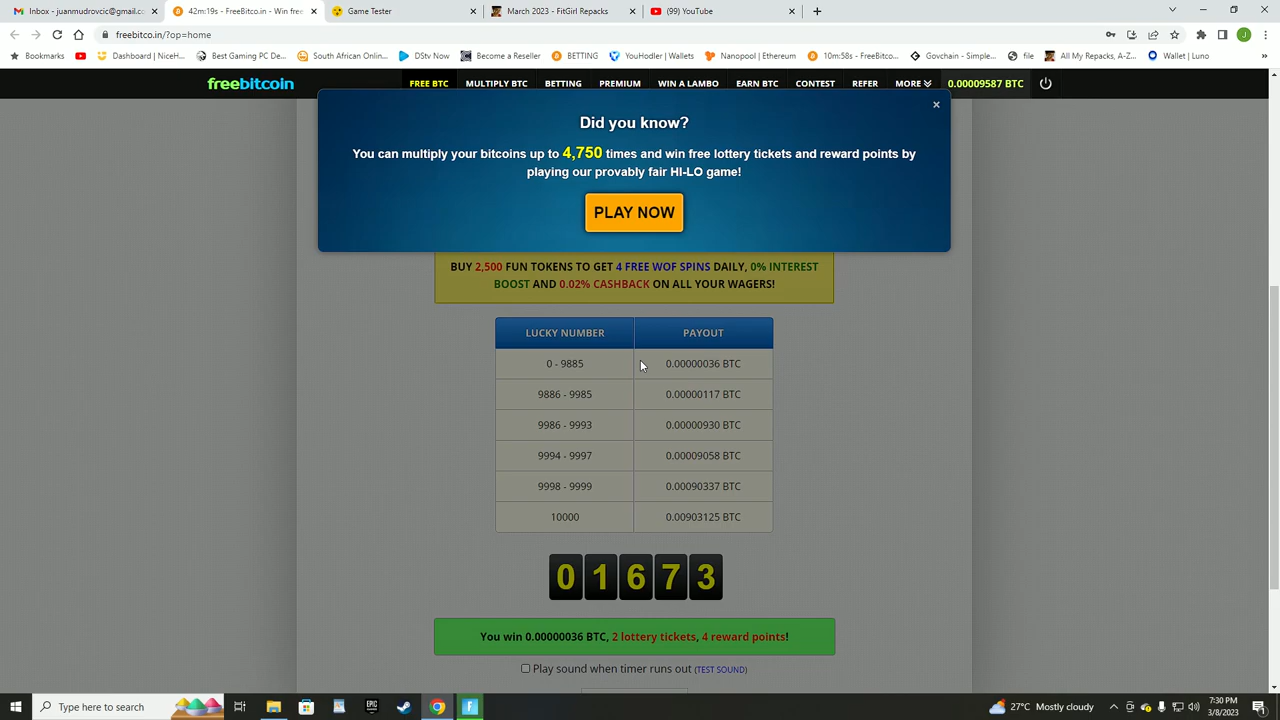 Inbox - juanmudrovcic@gmail.co
42m19s - FreeBitco.in - Win free
Game Tester
March 2023 - FitGirl Repacks
(99) YouTube
freebitco.in/?op=home
Bookmarks
Dashboard | NiceH...
Best Gaming PC De...
South African Onlin...
DStv Now
Become a Reseller
BETTING
YouHodler | Wallets
Nanopool | Ethereum
10m:58s - FreeBitco...
Govchain - Simple...
file
All My Repacks, A-Z...
Wallet | Luno
freebitcoin
FREE BTC
MULTIPLY BTC
BETTING
PREMIUM
WIN A LAMBO
EARN BTC
CONTEST
REFER
MORE
0.00009587 BTC
Did you know?
You can multiply your bitcoins up to 4,750 times and win free lottery tickets and reward points by
playing our provably fair HI-LO game!
PLAY NOW
BUY 2,500 FUN TOKENS TO GET 4 FREE WOF SPINS DAILY, 0% INTEREST
BOOST AND 0.02% CASHBACK ON ALL YOUR WAGERS!
LUCKY NUMBER PAYOUT
0 - 9885 0.00000036 BTC
9886 - 9985 0.00000117 BTC
9986 - 9993 0.00000930 BTC
9994 - 9997 0.00009058 BTC
9998 - 9999 0.00090337 BTC
10000 0.00903125 BTC
0 1 6 7 3
You win 0.00000036 BTC, 2 lottery tickets, 4 reward points!
Play sound when timer runs out (TEST SOUND)
Type here to search
EPIC
27°C Mostly cloudy
7:30 PM
3/8/2023